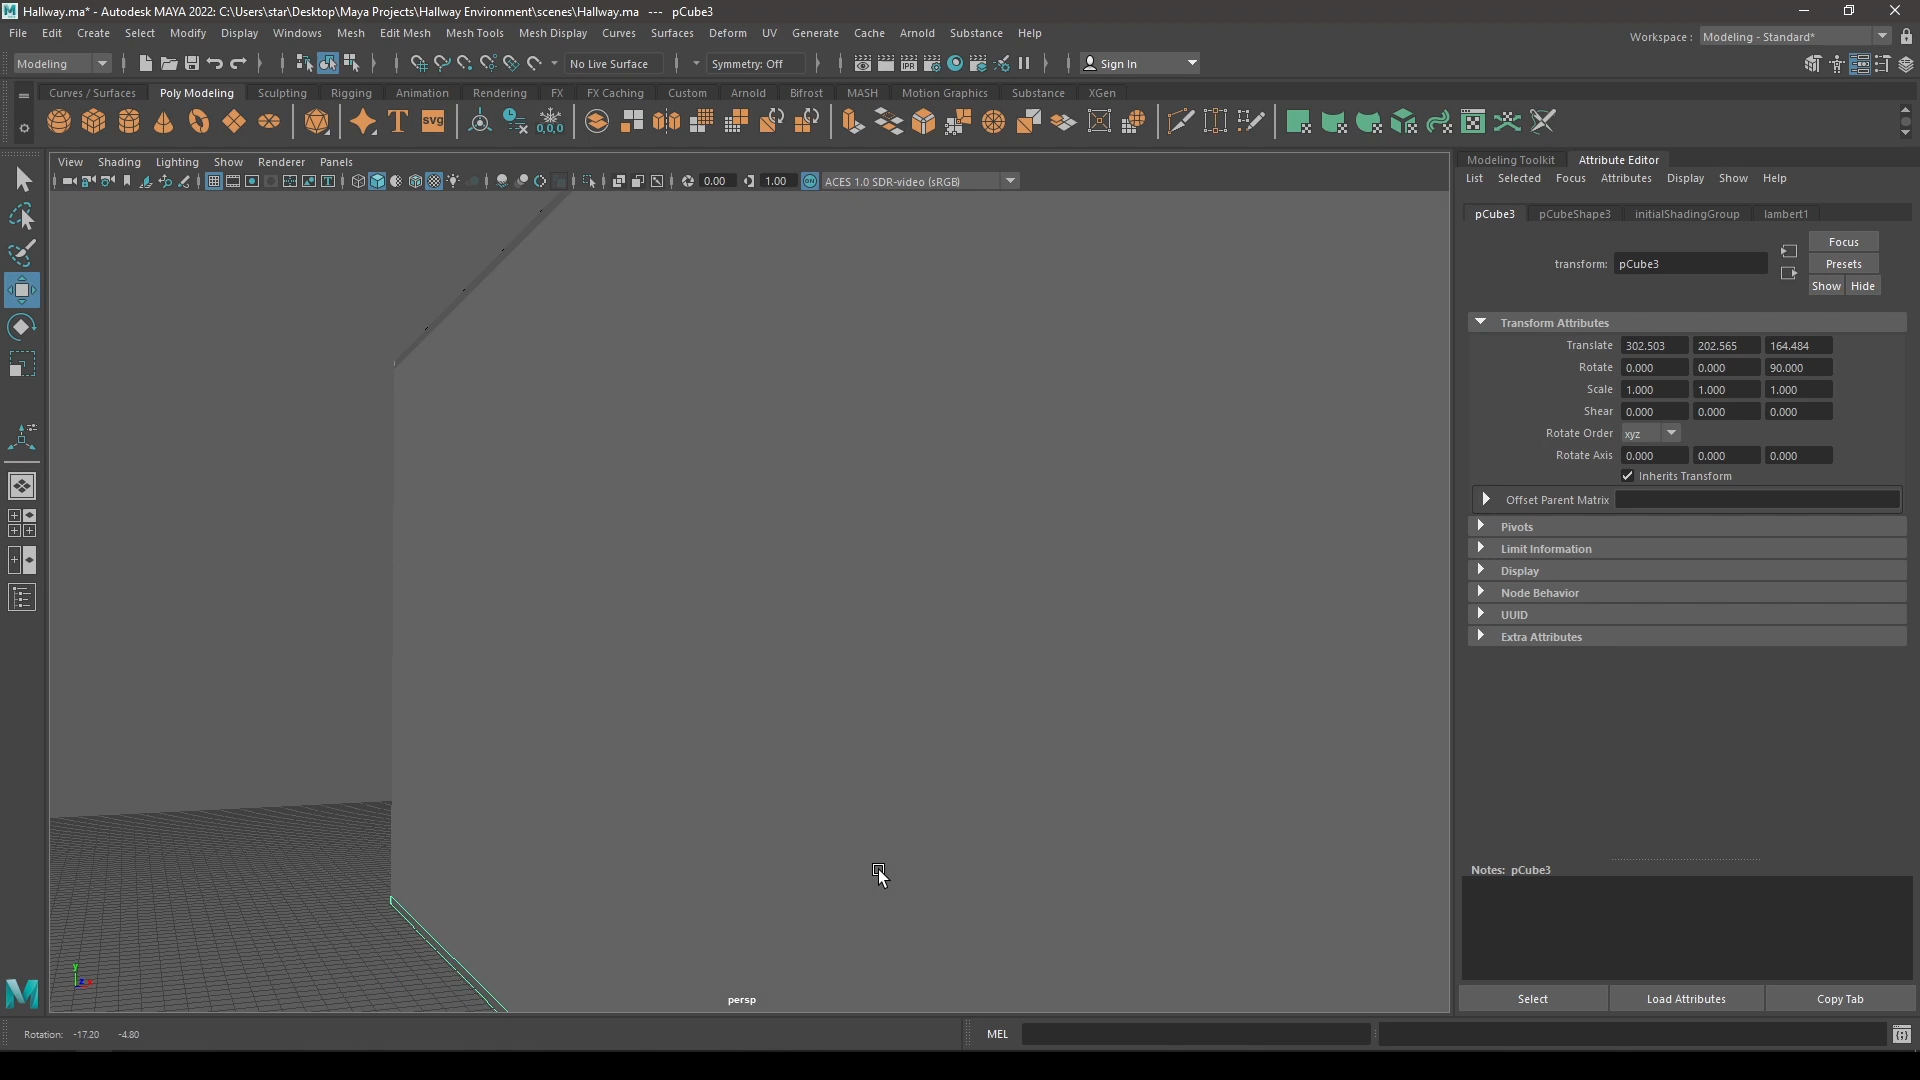 Hallway.ma* - Autodesk MAYA 2022: C:\Users\star\Desktop\Maya Projects\Hallway Environment\scenes\Hallway.ma --- pCube3
File Edit Create Select Modify Display Windows Mesh Edit Mesh Mesh Tools Mesh Display Curves Surfaces Deform UV Generate Cache Arnold Substance Help
Workspace : Modeling - Standard*
Modeling No Live Surface Symmetry: Off IPR Sign In
Curves / Surfaces Poly Modeling Sculpting Rigging Animation Rendering FX FX Caching Custom Arnold Bifrost MASH Motion Graphics Substance XGen
T SVG 0,0,0
View Shading Lighting Show Renderer Panels
0.00 1.00 ON ACES 1.0 SDR-video (sRGB)
Modeling Toolkit Attribute Editor
List Selected Focus Attributes Display Show Help
pCube3 pCubeShape3 initialShadingGroup lambert1
transform: pCube3
Focus
Presets
Show Hide
Transform Attributes
Translate 302.503 202.565 164.484
Rotate 0.000 0.000 90.000
Scale 1.000 1.000 1.000
Shear 0.000 0.000 0.000
Rotate Order xyz
Rotate Axis 0.000 0.000 0.000
Inherits Transform
Offset Parent Matrix
Pivots
Limit Information
Display
Node Behavior
UUID
Extra Attributes
Notes: pCube3
Select Load Attributes Copy Tab
y
z x
persp
M
Rotation: -17.20 -4.80
MEL